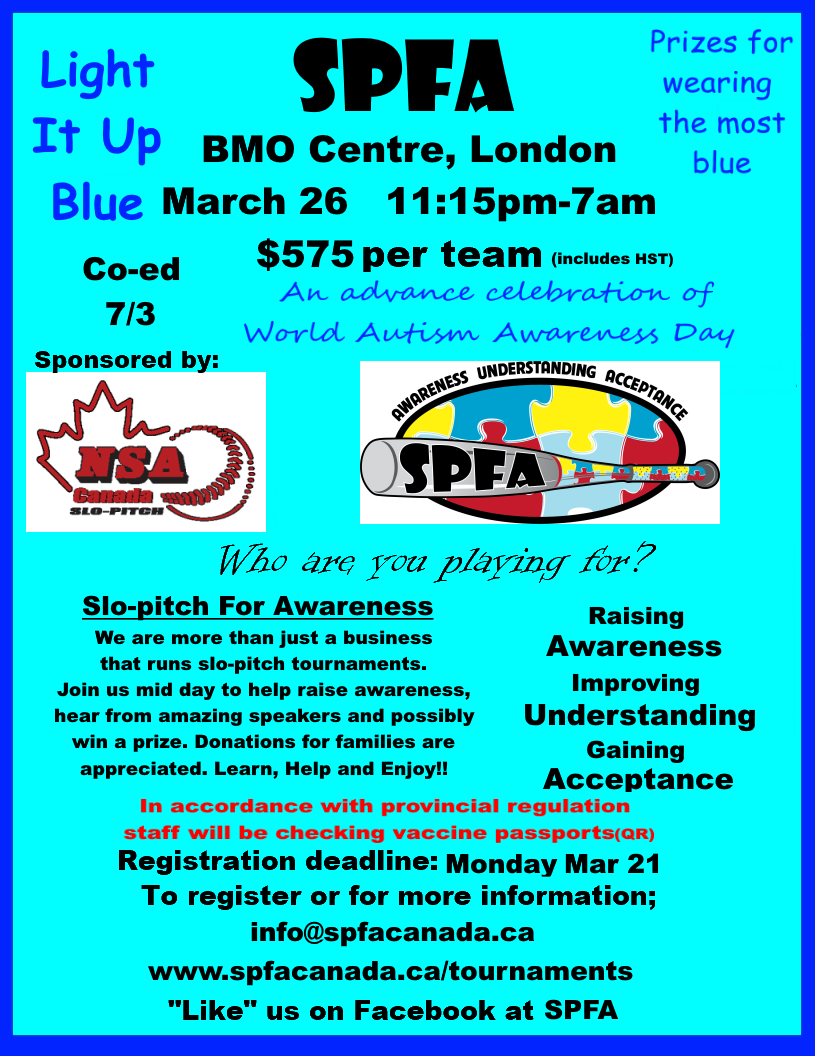 Light
It Up
Blue
SPFA
Prizes for
wearing
the most
blue
BMO Centre, London
March 26 11:15pm-7am
$575 per team (includes HST)
Co-ed
7/3
An advance celebration of
World Autism Awareness Day
Sponsored by:
NSA
Canada
SLO-PITCH
AWARENESS UNDERSTANDING ACCEPTANCE
SPFA
Who are you playing for?
Slo-pitch For Awareness
We are more than just a business
that runs slo-pitch tournaments.
Join us mid day to help raise awareness,
hear from amazing speakers and possibly
win a prize. Donations for families are
appreciated. Learn, Help and Enjoy!!
Raising
Awareness
Improving
Understanding
Gaining
Acceptance
In accordance with provincial regulation
staff will be checking vaccine passports(QR)
Registration deadline: Monday Mar 21
To register or for more information;
info@spfacanada.ca
www.spfacanada.ca/tournaments
"Like" us on Facebook at SPFA